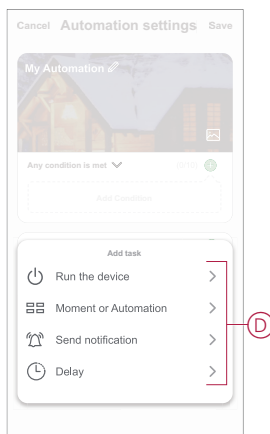 Cancel Automation settings Save
My Automation
Any condition is met
Add Condition
Add task
Run the device
Moment or Automation
Send notification
Delay
D